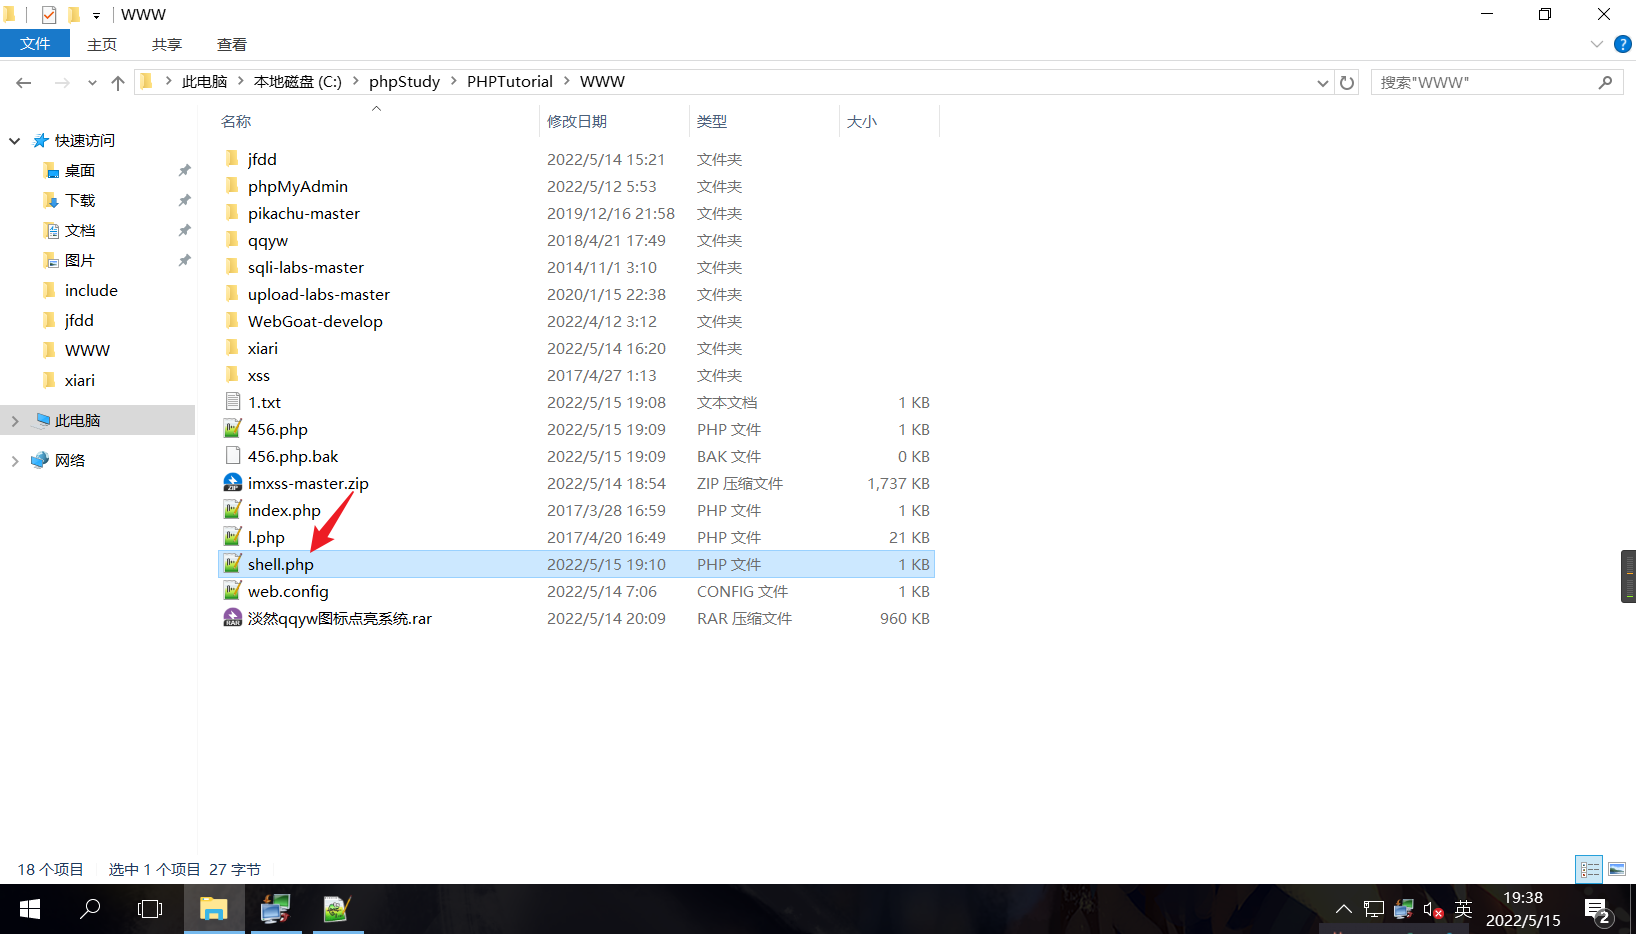 WWW
文件 主页 共享 查看
此电脑 本地磁盘 (C:) phpStudy PHPTutorial WWW 搜索"WWW"
名称 修改日期 类型 大小
快速访问
桌面
下载
文档
图片
include
jfdd
WWW
xiari
此电脑
网络
jfdd 2022/5/14 15:21 文件夹
phpMyAdmin 2022/5/12 5:53 文件夹
pikachu-master 2019/12/16 21:58 文件夹
qqyw 2018/4/21 17:49 文件夹
sqli-labs-master 2014/11/1 3:10 文件夹
upload-labs-master 2020/1/15 22:38 文件夹
WebGoat-develop 2022/4/12 3:12 文件夹
xiari 2022/5/14 16:20 文件夹
xss 2017/4/27 1:13 文件夹
1.txt 2022/5/15 19:08 文本文档 1 KB
456.php 2022/5/15 19:09 PHP 文件 1 KB
456.php.bak 2022/5/15 19:09 BAK 文件 0 KB
imxss-master.zip 2022/5/14 18:54 ZIP 压缩文件 1,737 KB
index.php 2017/3/28 16:59 PHP 文件 1 KB
l.php 2017/4/20 16:49 PHP 文件 21 KB
shell.php 2022/5/15 19:10 PHP 文件 1 KB
web.config 2022/5/14 7:06 CONFIG 文件 1 KB
淡然qqyw图标点亮系统.rar 2022/5/14 20:09 RAR 压缩文件 960 KB
18 个项目 选中 1 个项目 27 字节
英 19:38
2022/5/15 2